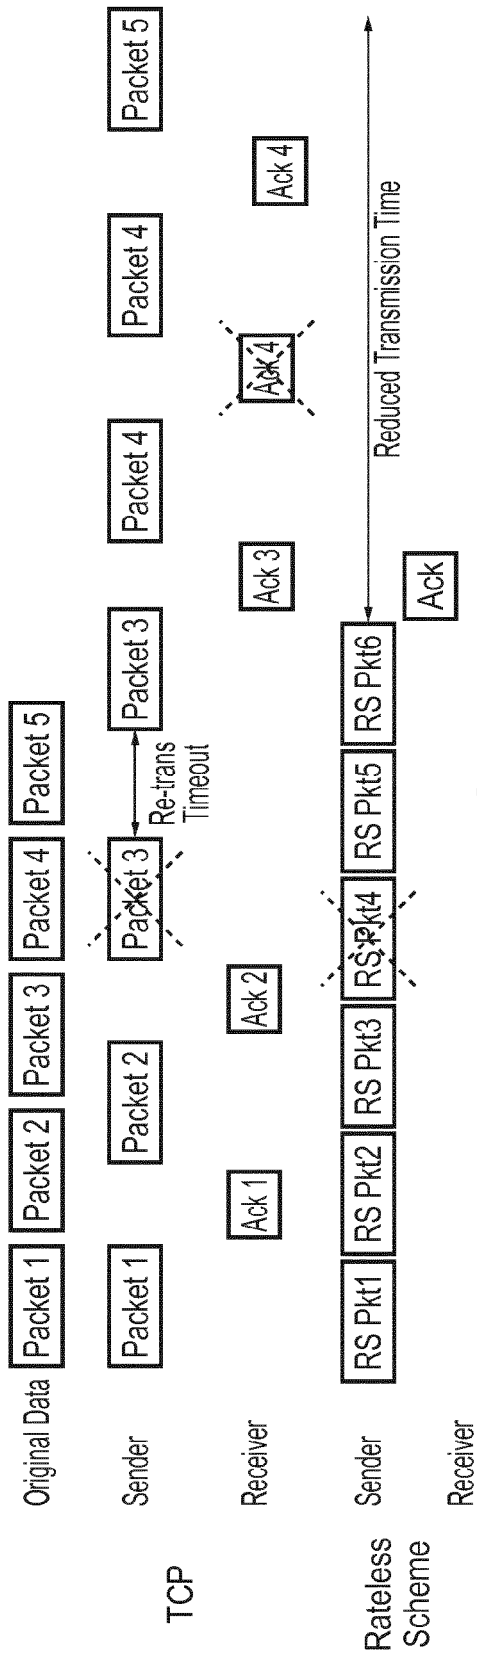 Original Data
Packet 1
Packet 2
Packet 3
Packet 4
Packet 5
TCP
Sender
Packet 1
Packet 2
Packet 3
Re-trans
Timeout
Packet 3
Packet 4
Packet 4
Packet 5
Receiver
Ack 1
Ack 2
Ack 3
Ack 4
Ack 4
Rateless
Scheme
Sender
RS Pkt1
RS Pkt2
RS Pkt3
RS Pkt4
RS Pkt5
RS Pkt6
Reduced Transmission Time
Receiver
Ack